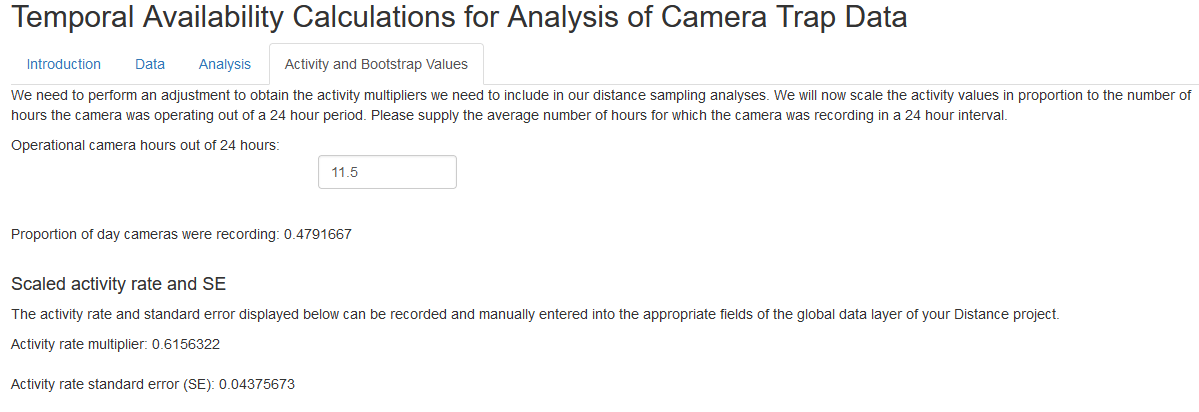 Temporal Availability Calculations for Analysis of Camera Trap Data
Introduction Data Analysis Activity and Bootstrap Values
We need to perform an adjustment to obtain the activity multipliers we need to include in our distance sampling analyses. We will now scale the activity values in proportion to the number of
hours the camera was operating out of a 24 hour period. Please supply the average number of hours for which the camera was recording in a 24 hour interval.
Operational camera hours out of 24 hours:
11.5
Proportion of day cameras were recording: 0.4791667
Scaled activity rate and SE
The activity rate and standard error displayed below can be recorded and manually entered into the appropriate fields of the global data layer of your Distance project.
Activity rate multiplier: 0.6156322
Activity rate standard error (SE): 0.04375673